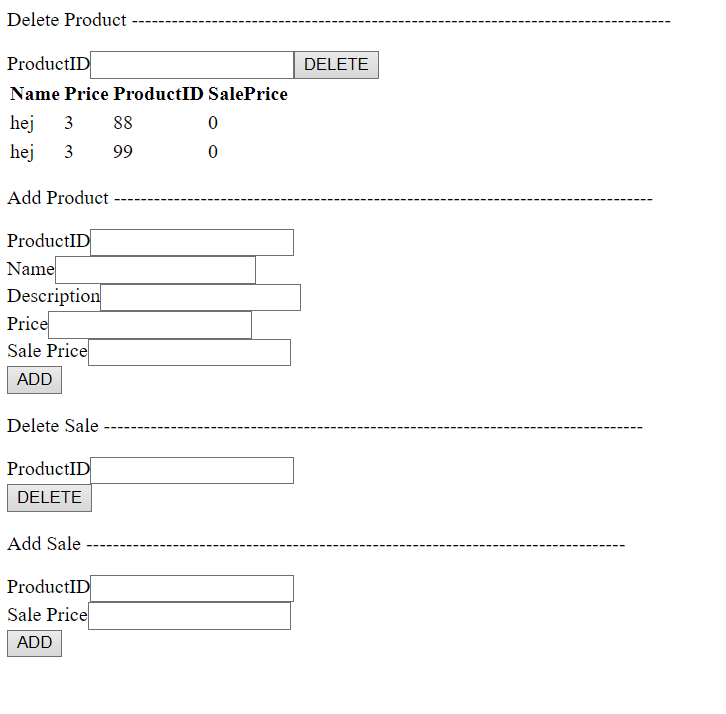 Delete Product ---------------------------------------------------------------------------------
ProductID DELETE
Name Price ProductID SalePrice
hej 3 88 0
hej 3 99 0
Add Product ---------------------------------------------------------------------------------
ProductID
Name
Description
Price
Sale Price
ADD
Delete Sale ---------------------------------------------------------------------------------
ProductID
DELETE
Add Sale ---------------------------------------------------------------------------------
ProductID
Sale Price
ADD